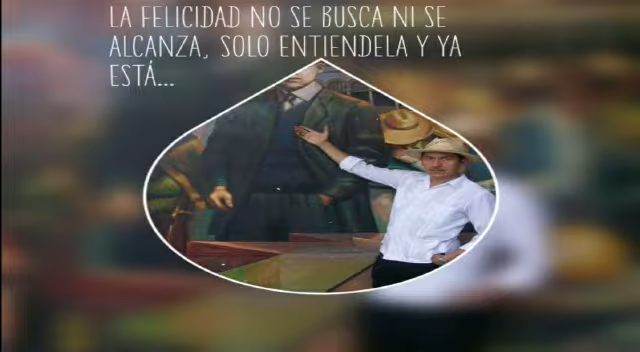 LA FELICIDAD NO SE BUSCA NI SE
ALCANZA, SOLO ENTIENDELA Y YA
ESTÁ...